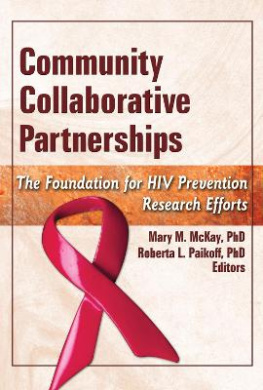 Community
Collaborative
Partnerships
The Foundation for HIV Prevention
Research Efforts
Mary M. McKay, PhD
Roberta L. Paikoff, PhD
Editors